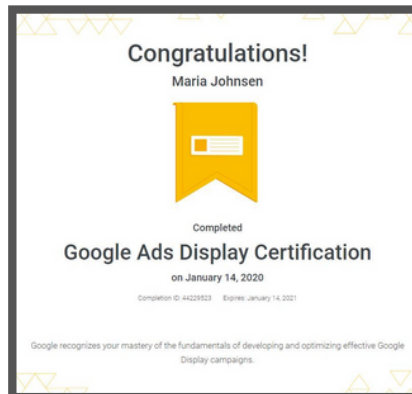 Congratulations!
Maria Johnsen
Completed
Google Ads Display Certification
on January 14, 2020
Completion ID: 44229523 Expires: January 14, 2021
Google recognizes your mastery of the fundamentals of developing and optimizing effective Google
Display campaigns.